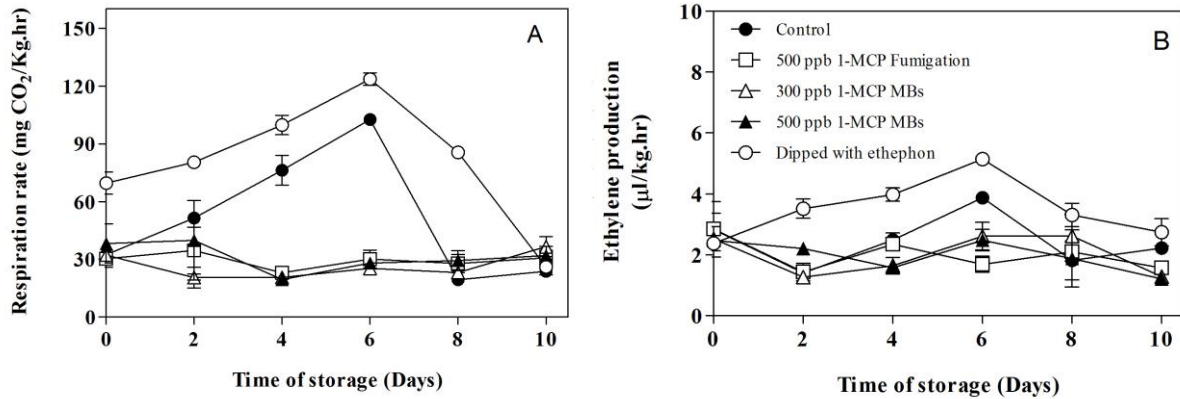 Respiration rate (mg CO2/Kg.hr)
150
120
90
60
30
0
A
0 2 4 6 8 10
Time of storage (Days)
Ethylene production
(µl/kg.hr)
10
8
6
4
2
0
B
Control
500 ppb 1-MCP Fumigation
300 ppb 1-MCP MBs
500 ppb 1-MCP MBs
Dipped with ethephon
0 2 4 6 8 10
Time of storage (Days)